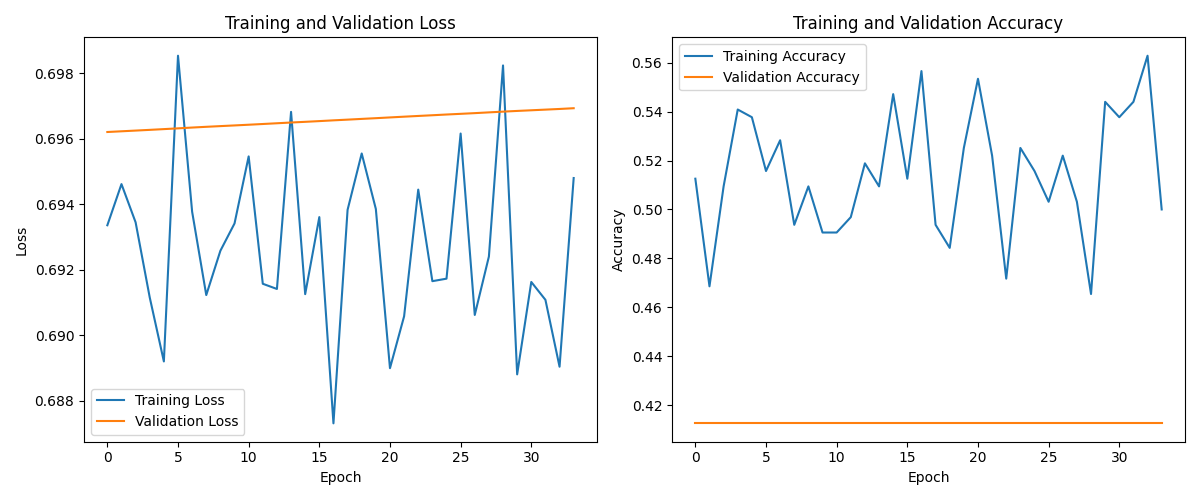 Training and Validation Loss
0.698
0.696
0.694
0.692
0.690
0.688
Loss
Training Loss
Validation Loss
0 5 10 15 20 25 30
Epoch
Training and Validation Accuracy
Training Accuracy
Validation Accuracy
0.56
0.54
0.52
0.50
0.48
0.46
0.44
0.42
Accuracy
0 5 10 15 20 25 30
Epoch